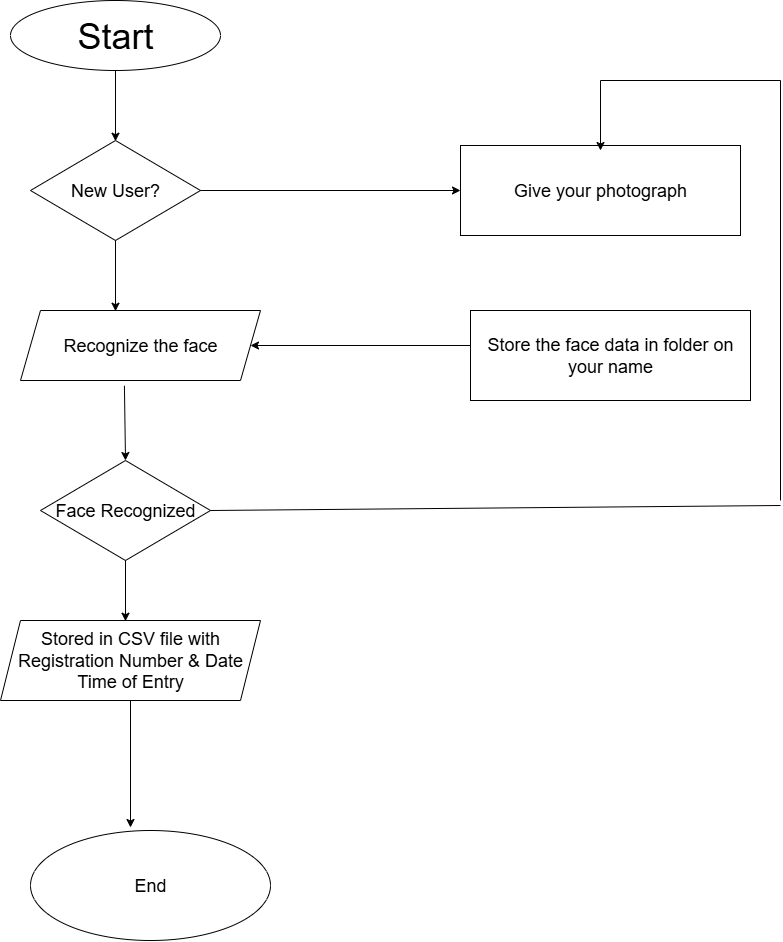 Start
New User?
Give your photograph
Recognize the face
Store the face data in folder on
your name
Face Recognized
Stored in CSV file with
Registration Number & Date
Time of Entry
End